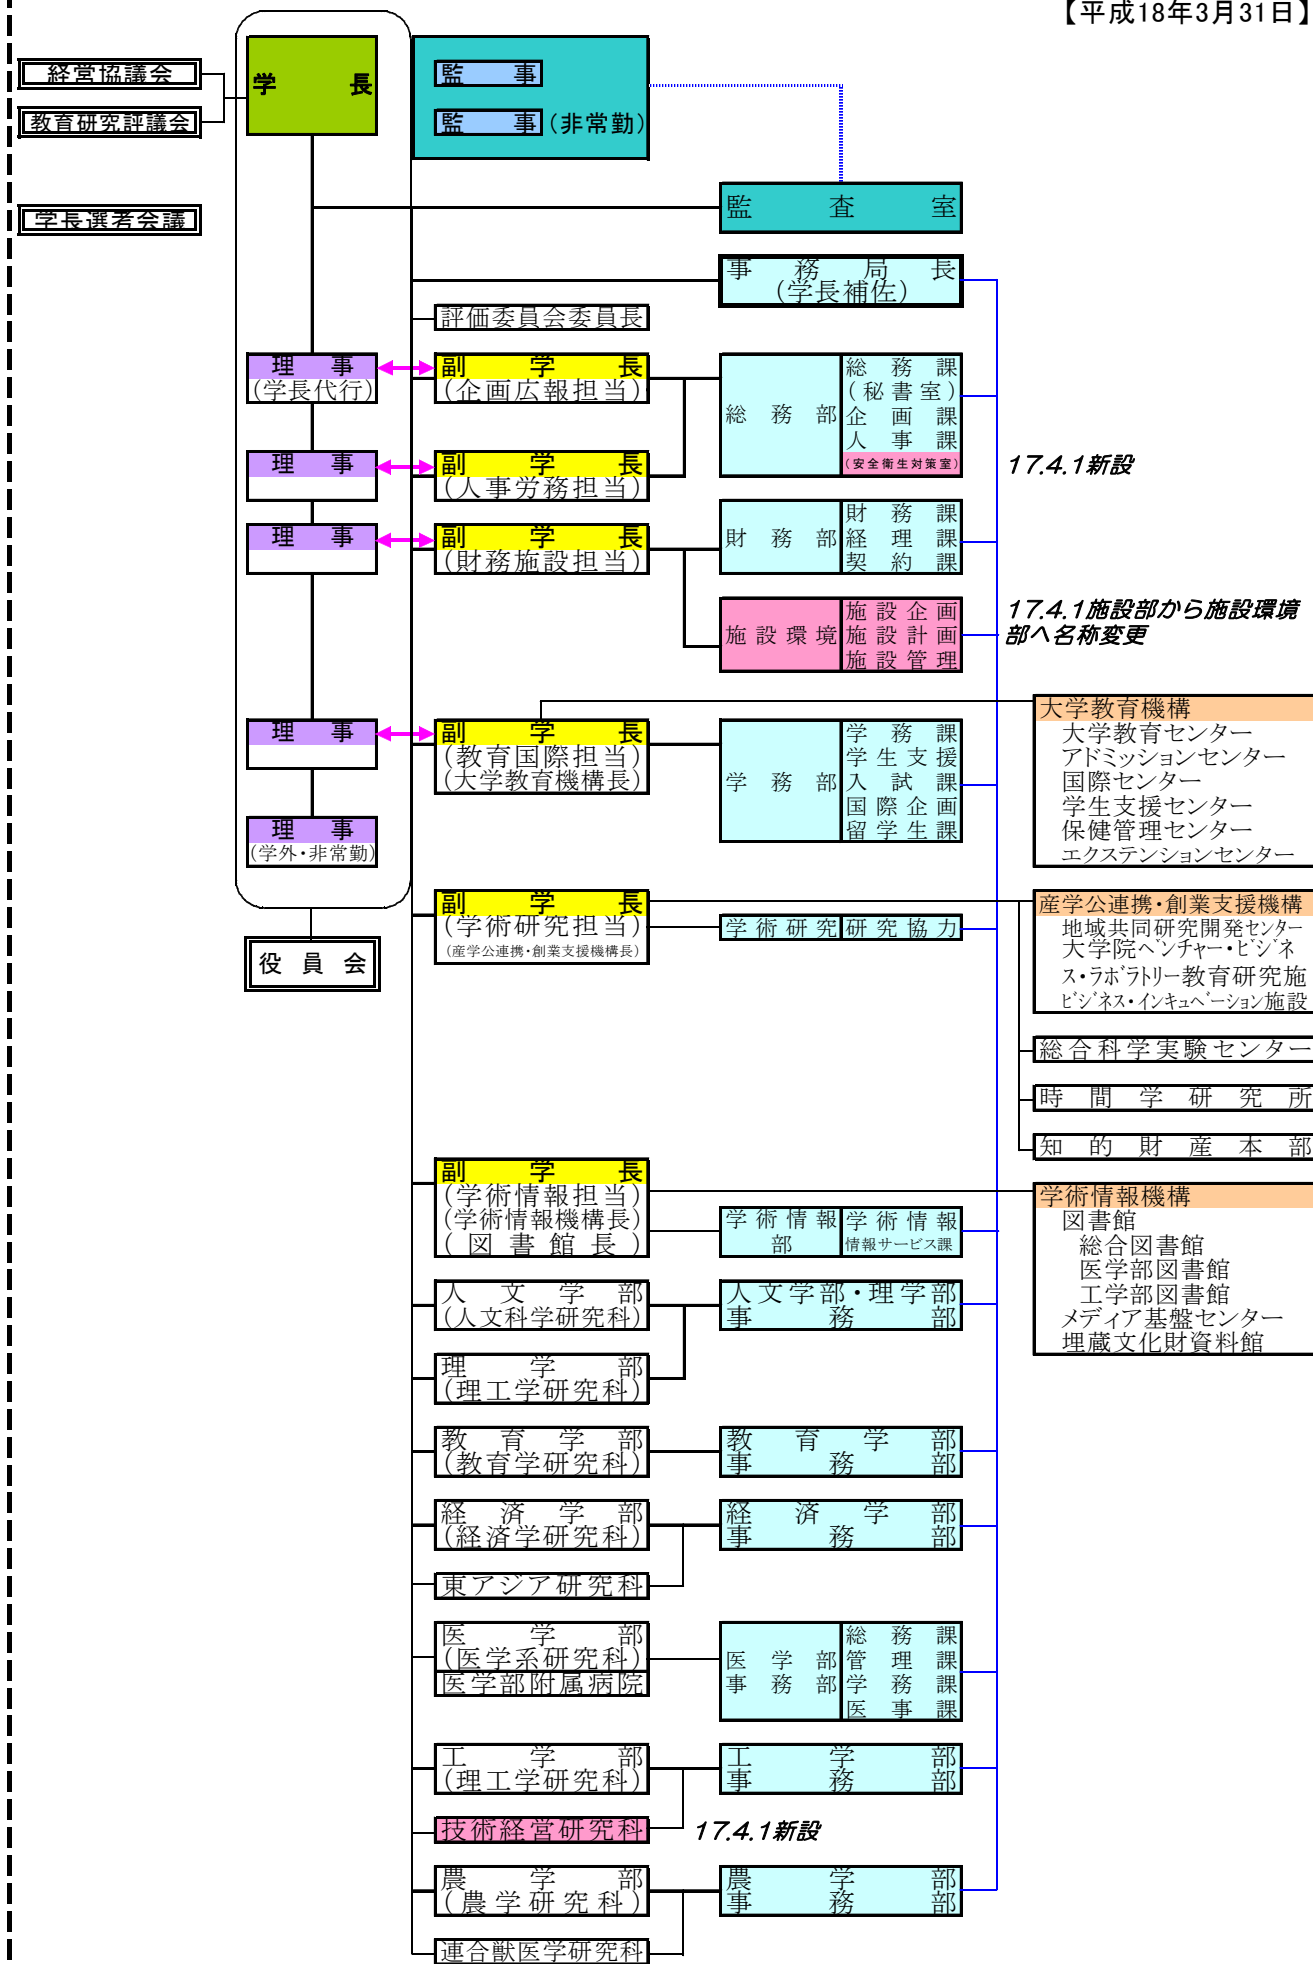 【平成18年3月31日】
経営協議会
教育研究評議会
学長選考会議
学 長
監 事
監 事 (非常勤)
監 査 室
事 務 局 長
(学長補佐)
評価委員会委員長
理 事
(学長代行)
副 学 長
(企画広報担当)
総 務 部
総 務 課
(秘書室)
企 画 課
人 事 課
(安全衛生対策室)
17.4.1新設
理 事
副 学 長
(人事労務担当)
理 事
副 学 長
(財務施設担当)
財 務 部
財 務 課
経 理 課
契 約 課
施設環境
施設企画
施設計画
施設管理
17.4.1施設部から施設環境
部へ名称変更
理 事
副 学 長
(教育国際担当)
(大学教育機構長)
学 務 部
学 務 課
学生支援
入 試 課
国際企画
留学生課
大学教育機構
大学教育センター
アドミッションセンター
国際センター
学生支援センター
保健管理センター
エクステンションセンター
理 事
(学外・非常勤)
役 員 会
副 学 長
(学術研究担当)
(産学公連携・創業支援機構長)
学術研究
研究協力
産学公連携・創業支援機構
地域共同研究開発センター
大学院ベンチャー・ビジネ
ス・ラボラトリー教育研究施
ビジネス・インキュベーション施設
総合科学実験センター
時 間 学 研 究 所
知 的 財 産 本 部
副 学 長
(学術情報担当)
(学術情報機構長)
(図書館長)
学術情報
部
学術情報
情報サービス課
学術情報機構
図書館
総合図書館
医学部図書館
工学部図書館
メディア基盤センター
埋蔵文化財資料館
人 文 学 部
(人文科学研究科)
人文学部・理学部
事 務 部
理 学 部
(理工学研究科)
教 育 学 部
(教育学研究科)
教 育 学 部
事 務 部
経 済 学 部
(経済学研究科)
経 済 学 部
事 務 部
東アジア研究科
医 学 部
(医学系研究科)
医学部附属病院
医 学 部
事 務 部
総 務 課
管 理 課
学 務 課
医 事 課
工 学 部
(理工学研究科)
工 学 部
事 務 部
技術経営研究科
17.4.1新設
農 学 部
(農学研究科)
農 学 部
事 務 部
連合獣医学研究科